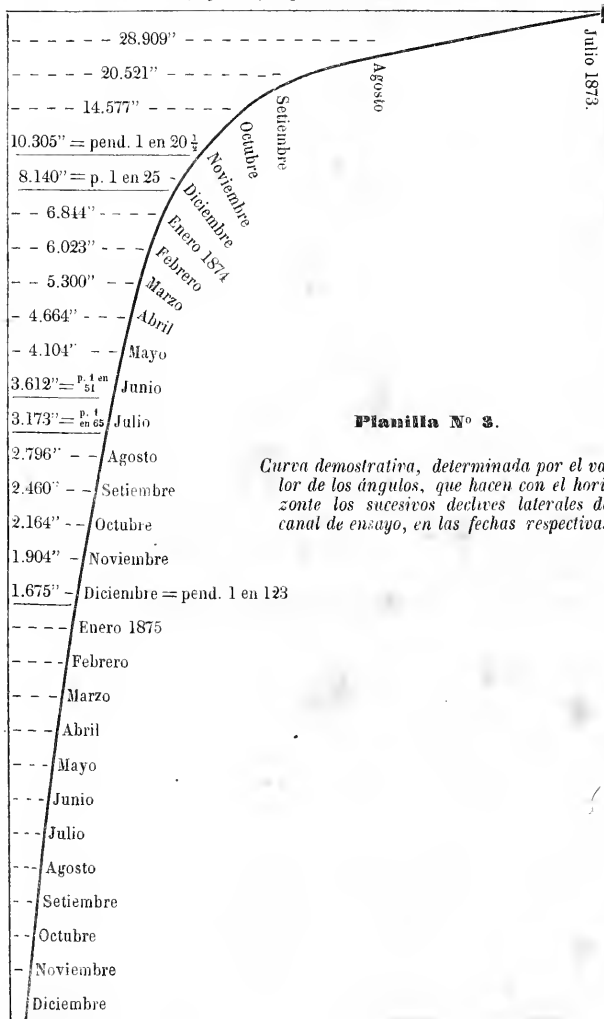 Julio 1873.
28.909"
Agosto
20.521"
Setiembre
14.577"
Octubre
10.305" = pend. 1 en 20 ½
Noviembre
8.140" = p. 1 en 25
Diciembre
6.844"
Enero 1874
6.023"
Febrero
5.300"
Marzo
4.664"
Abril
4.104"
Mayo
3.612" = p. 1 en 51
Junio
3.173" = p. 1 en 65
Julio
2.796"
Agosto
2.460"
Setiembre
2.164"
Octubre
1.904"
Noviembre
1.675"
Diciembre = pend. 1 en 123
Enero 1875
Febrero
Marzo
Abril
Mayo
Junio
Julio
Agosto
Setiembre
Octubre
Noviembre
Diciembre
Planilla Nº 3.
Curva demostrativa, determinada por el va
lor de los ángulos, que hacen con el hori
zonte los sucesivos declives laterales d
canal de ensayo, en las fechas respectiva